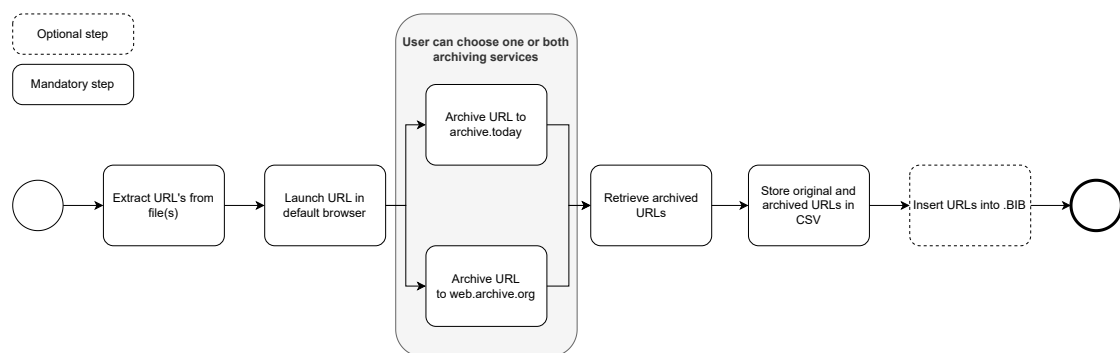 Optional step
Mandatory step
User can choose one or both
archiving services
Extract URL's from
file(s)
Launch URL in
default browser
Archive URL to
archive.today
Archive URL
to web.archive.org
Retrieve archived
URLs
Store original and
archived URLs in
CSV
Insert URLs into .BIB